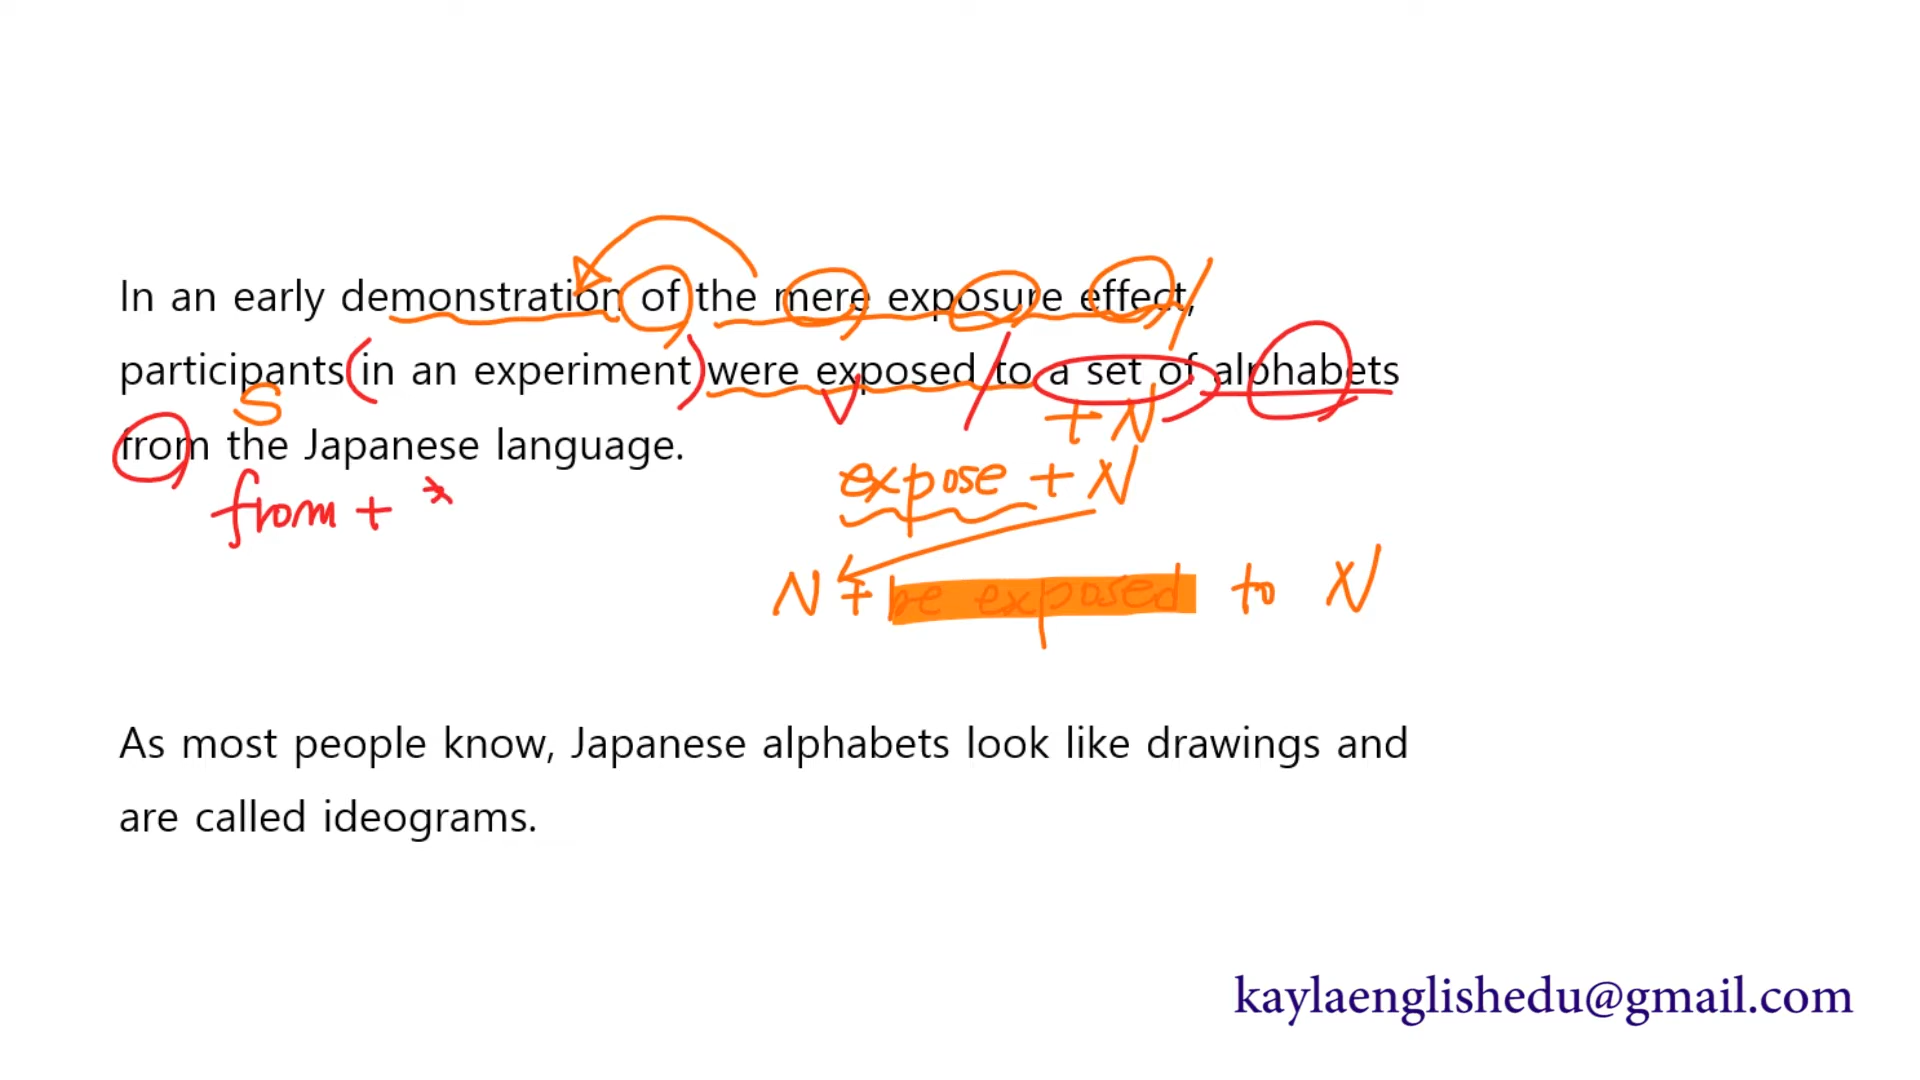 In an early demonstration of the mere exposure effect,
participants (in an experiment) were exposed to a set of alphabets
S
V
+ N
from the Japanese language.
from +
expose + N
N + be exposed to N
As most people know, Japanese alphabets look like drawings and
are called ideograms.
kaylaenglishedu@gmail.com